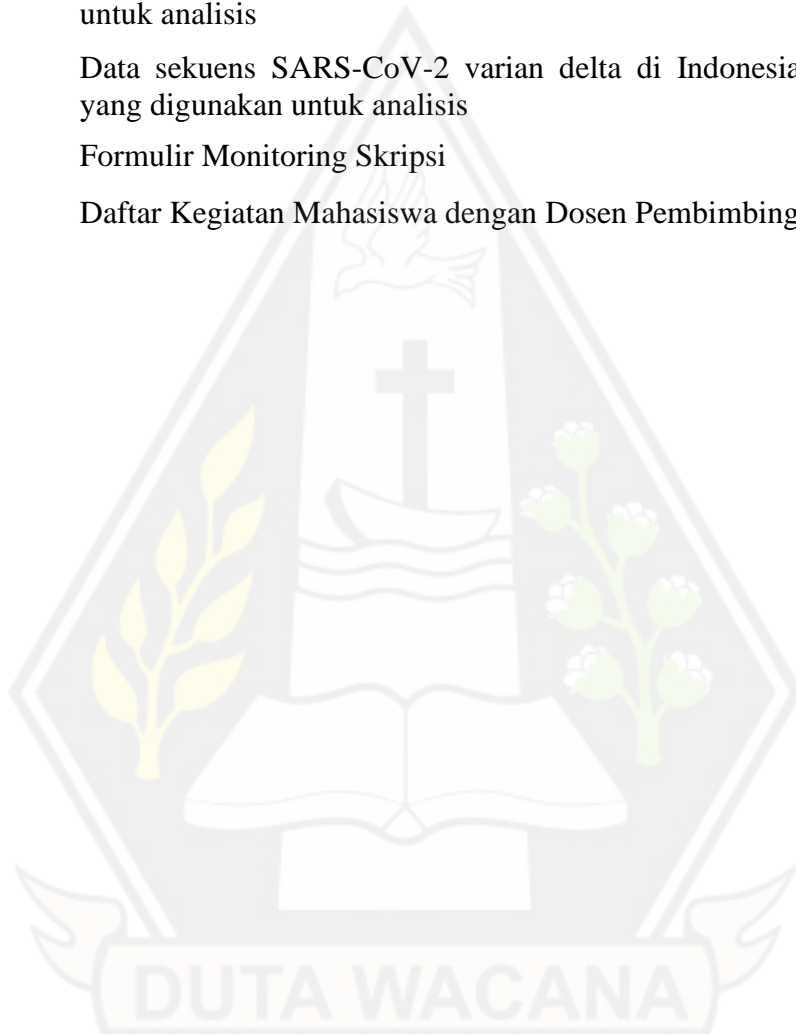 untuk analisis
Data sekuens SARS-CoV-2 varian delta di Indonesia
yang digunakan untuk analisis
Formulir Monitoring Skripsi
Daftar Kegiatan Mahasiswa dengan Dosen Pembimbing
DUTA WACANA